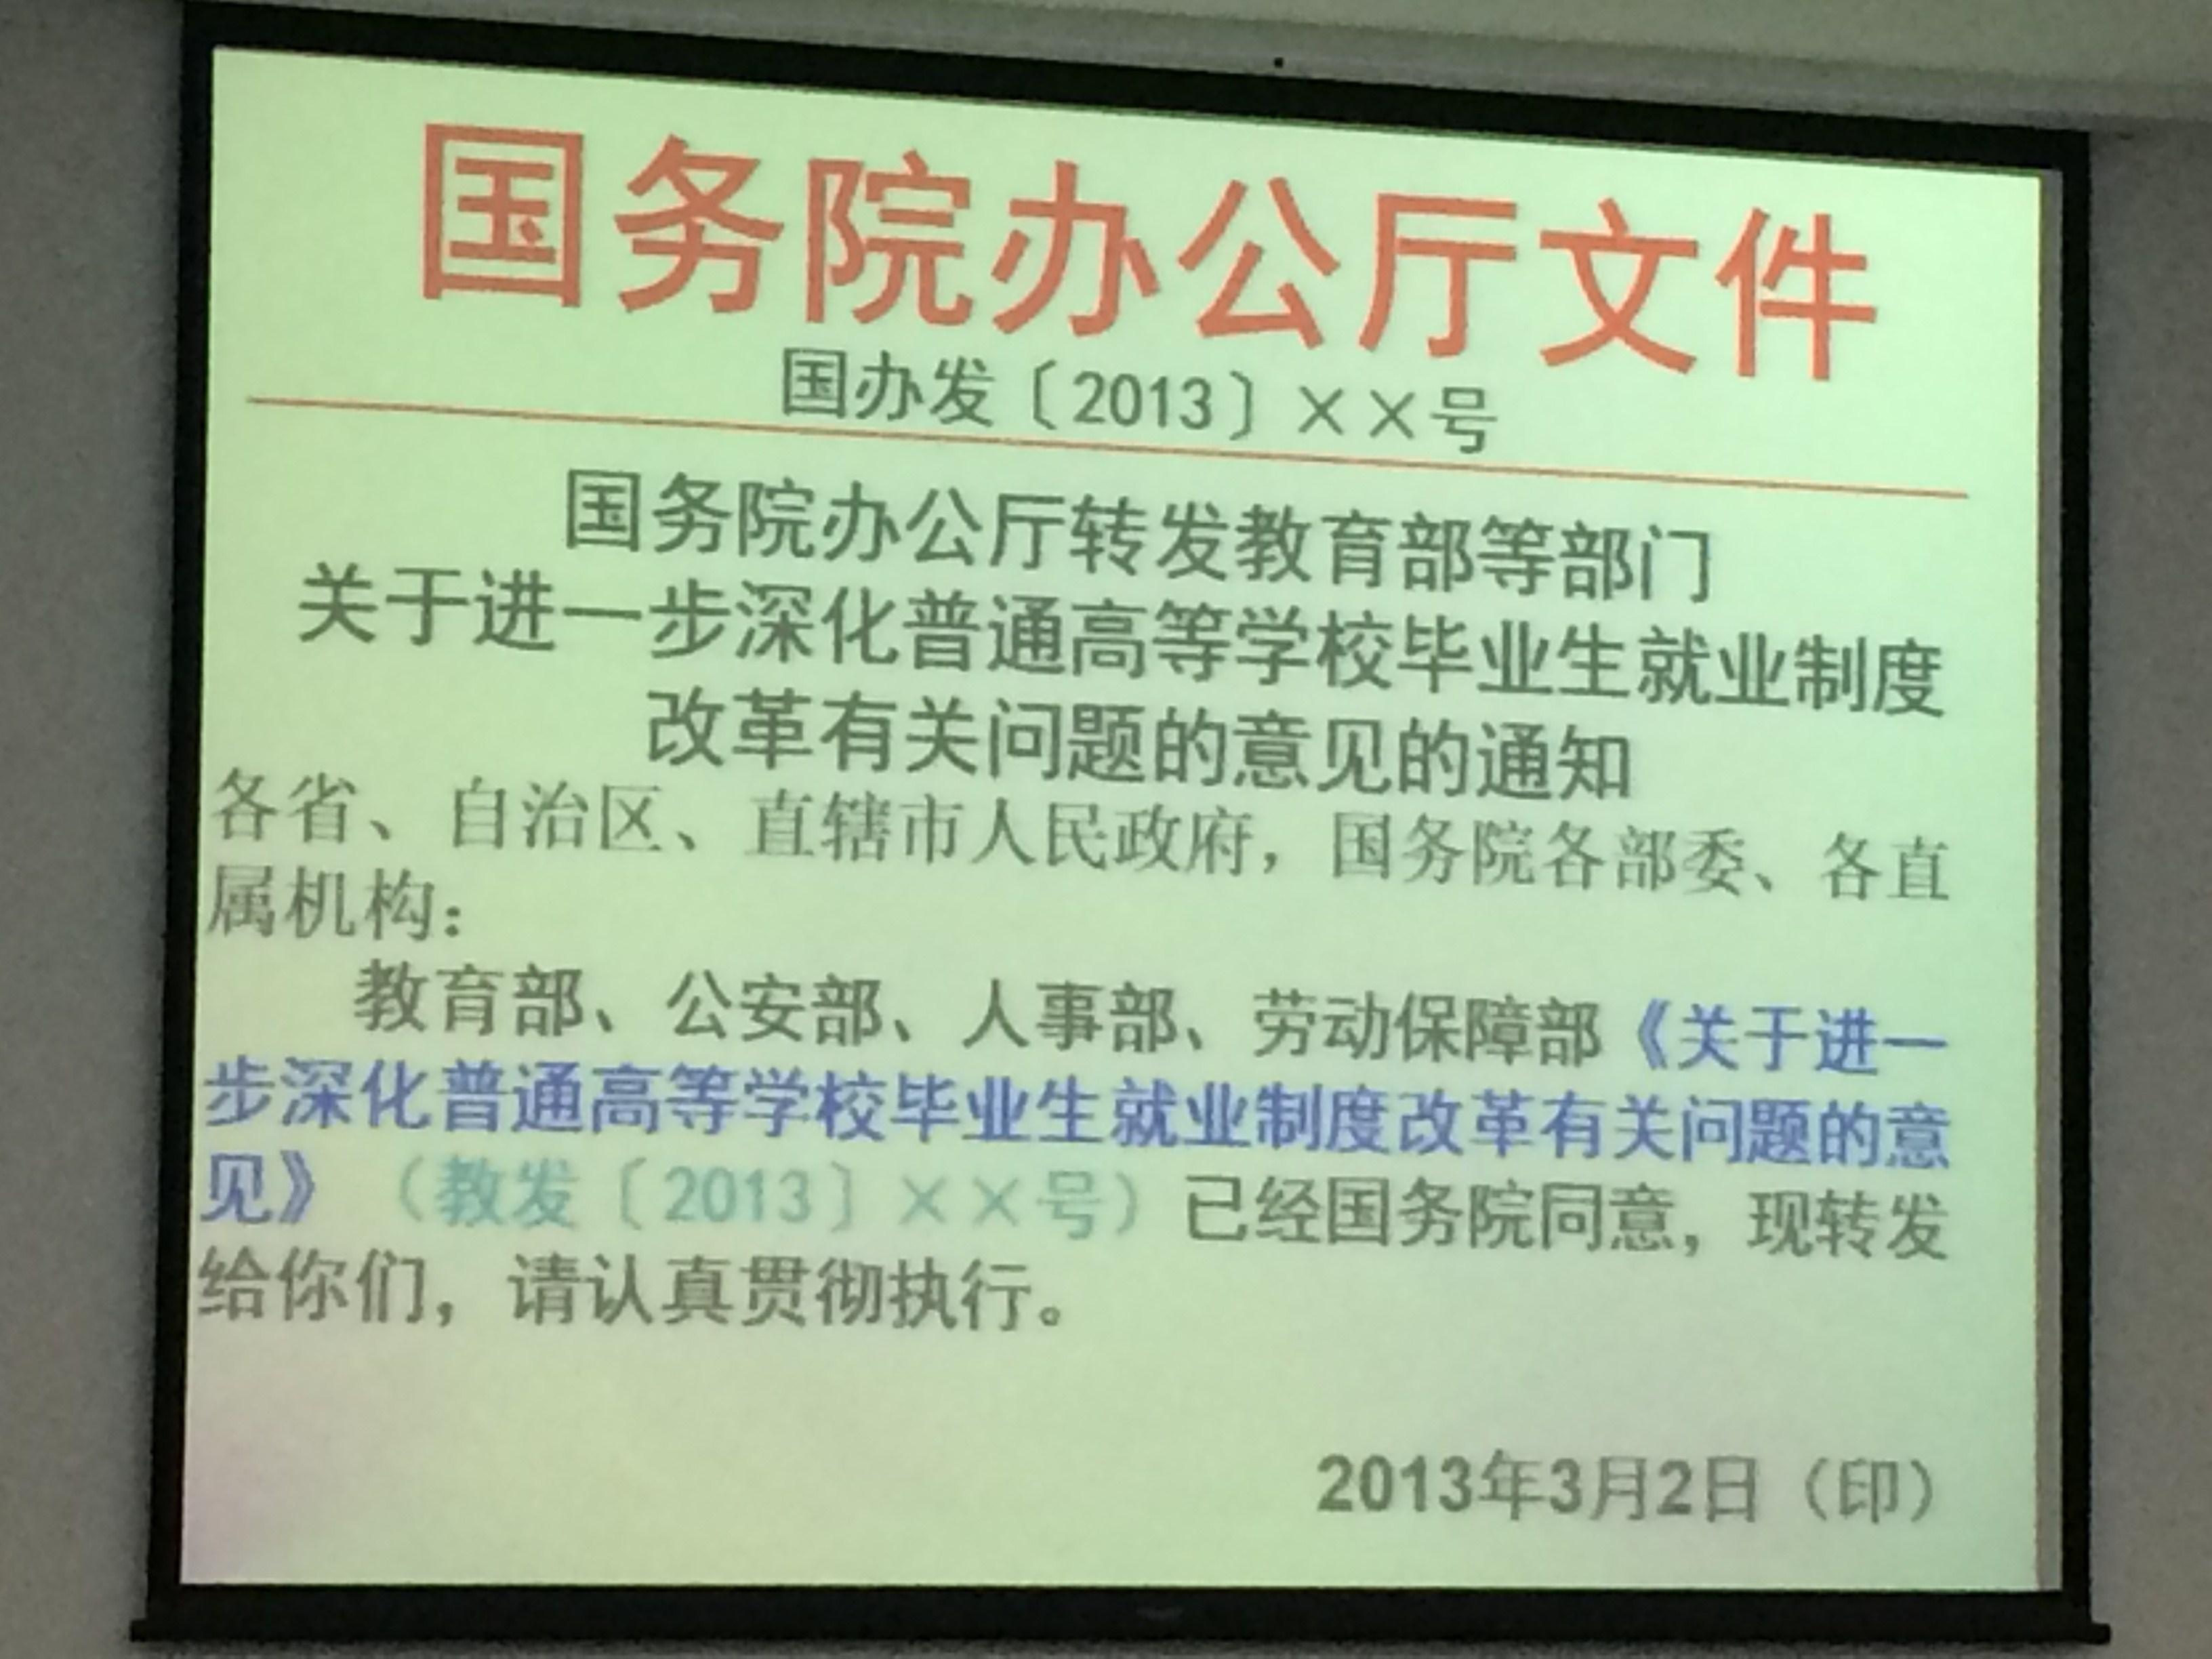 国务院办公厅文件
国办发〔2013〕××号
国务院办公厅转发教育部等部门
关于进一步深化普通高等学校毕业生就业制度
改革有关问题的意见的通知
各省、自治区、直辖市人民政府，国务院各部委、各直
属机构：
教育部、公安部、人事部、劳动保障部《关于进一
步深化普通高等学校毕业生就业制度改革有关问题的意
见》（教发〔2013〕××号）已经国务院同意，现转发
给你们，请认真贯彻执行。
2013年3月2日（印）